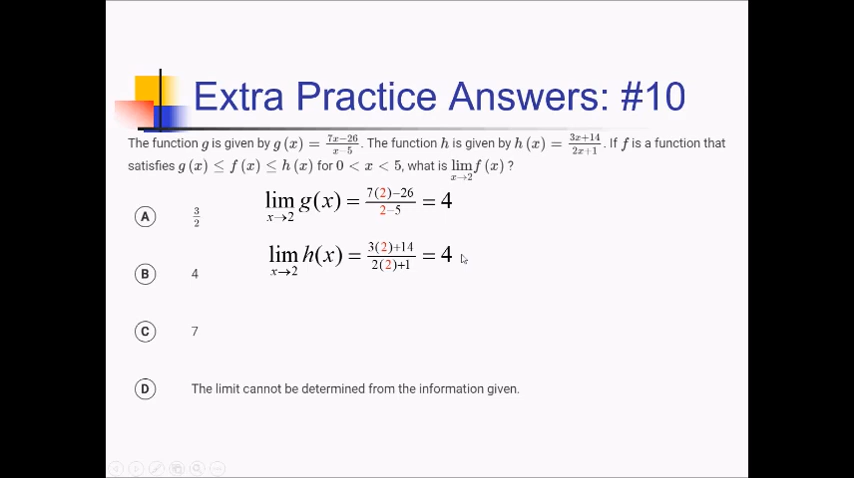 Extra Practice Answers: #10
The function g is given by g (x) = 7x−26/x−5. The function h is given by h (x) = 3x+14/2x+1. If f is a function that
satisfies g (x) ≤ f (x) ≤ h (x) for 0 < x < 5, what is lim x→2 f (x) ?
lim x→2 g(x) = 7(2)−26/2−5 = 4
A 3/2
lim x→2 h(x) = 3(2)+14/2(2)+1 = 4
B 4
C 7
D The limit cannot be determined from the information given.